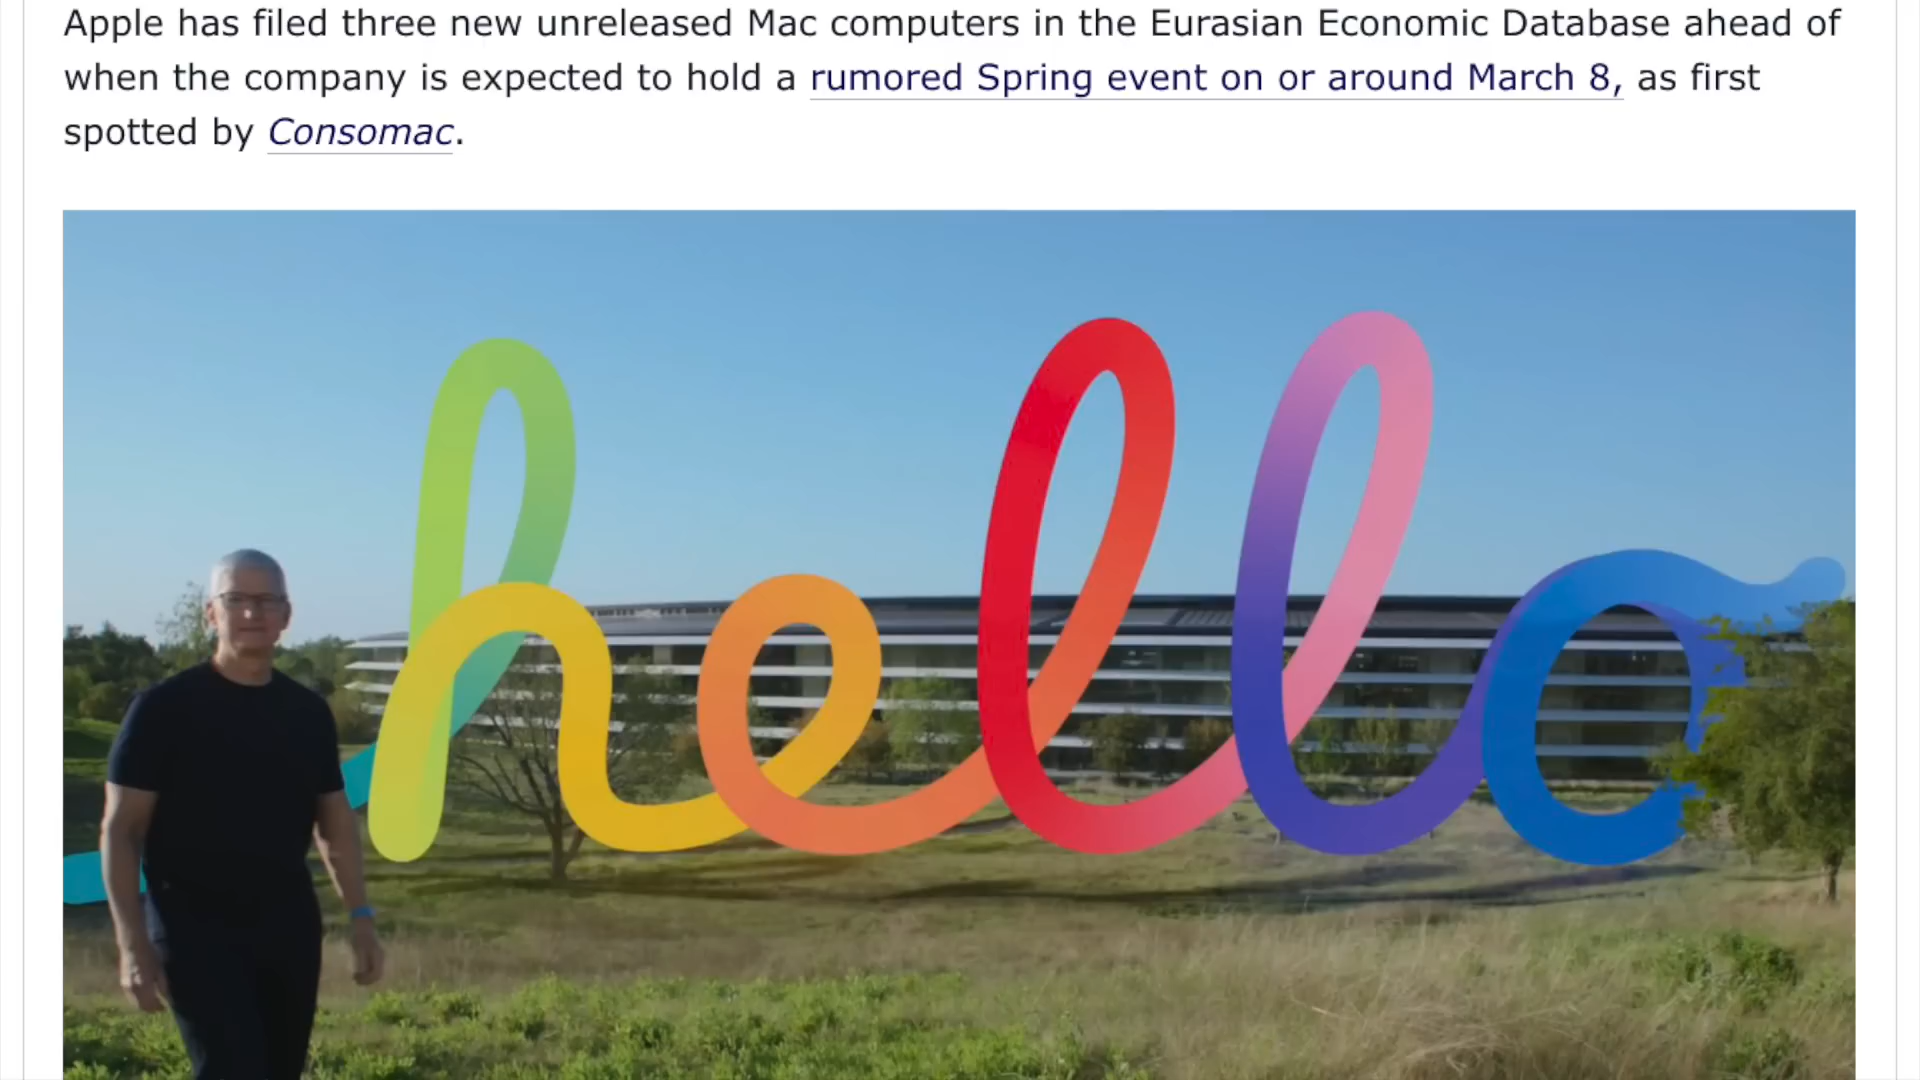 Apple has filed three new unreleased Mac computers in the Eurasian Economic Database ahead of
when the company is expected to hold a rumored Spring event on or around March 8, as first
spotted by Consomac.
hello